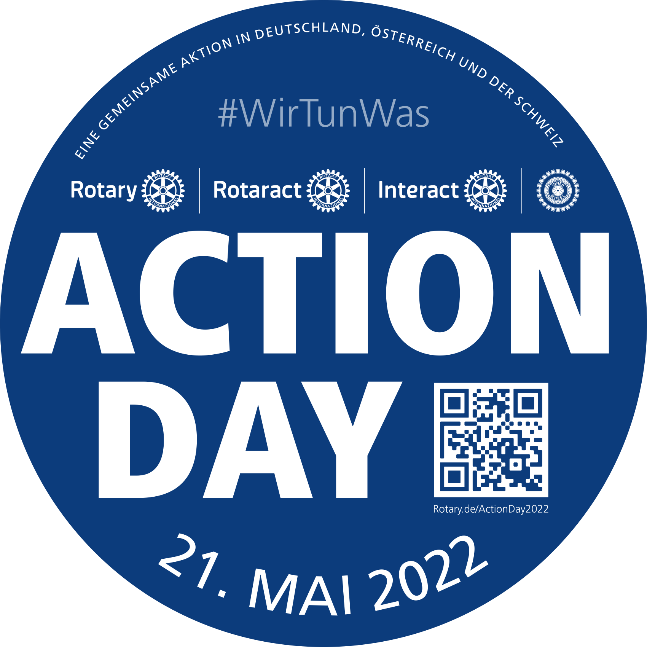 EINE GEMEINSAME AKTION IN DEUTSCHLAND, ÖSTERREICH UND DER SCHWEIZ
#WirTunWas
Rotary Rotaract Interact
ACTION
DAY
Rotary.de/ActionDay2022
21. MAI 2022